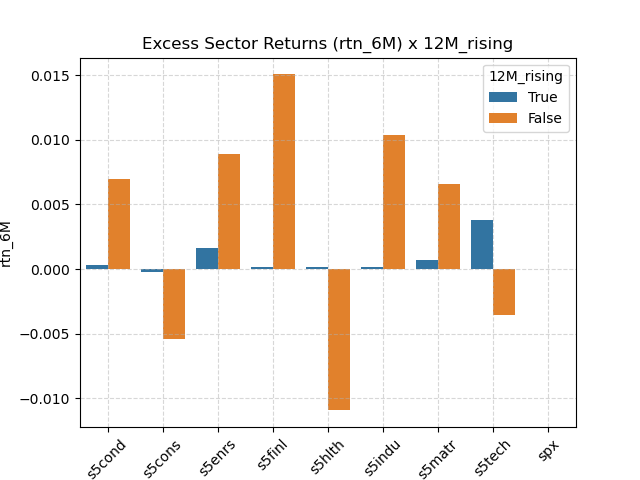 Excess Sector Returns (rtn_6M) x 12M_rising
12M_rising
True
False
rtn_6M
0.015
0.010
0.005
0.000
−0.005
−0.010
s5cond
s5cons
s5enrs
s5finl
s5hlth
s5indu
s5matr
s5tech
spx